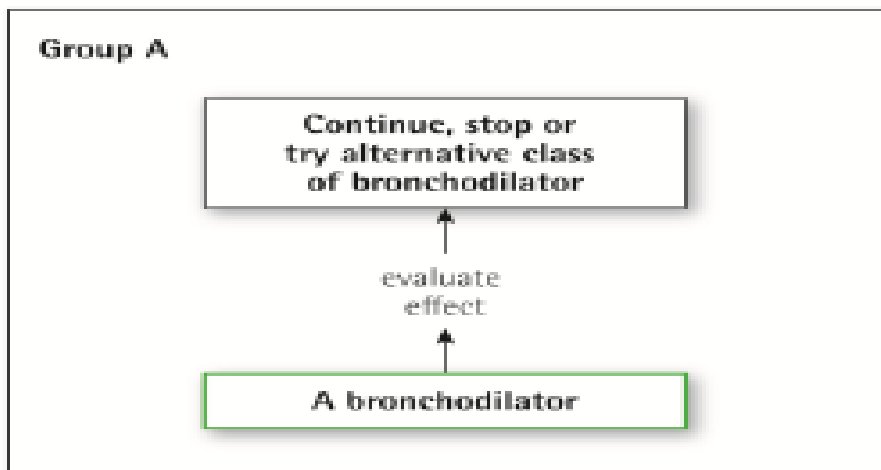 Group A
Continue, stop or
try alternative class
of bronchodilator
evaluate
effect
A bronchodilator